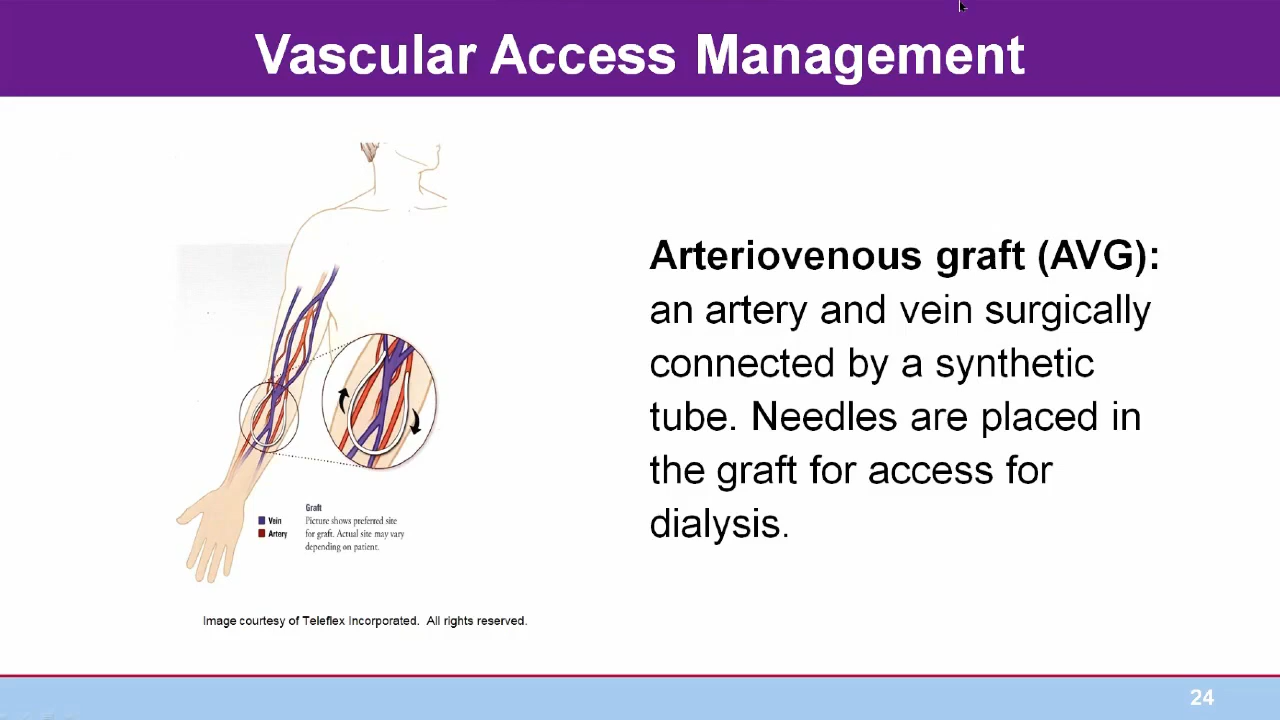 Vascular Access Management
Arteriovenous graft (AVG):
an artery and vein surgically
connected by a synthetic
tube. Needles are placed in
the graft for access for
dialysis.
Graft
Vein
Artery
Picture shows preferred site
for graft. Actual site may vary
depending on patient.
Image courtesy of Teleflex Incorporated. All rights reserved.
24